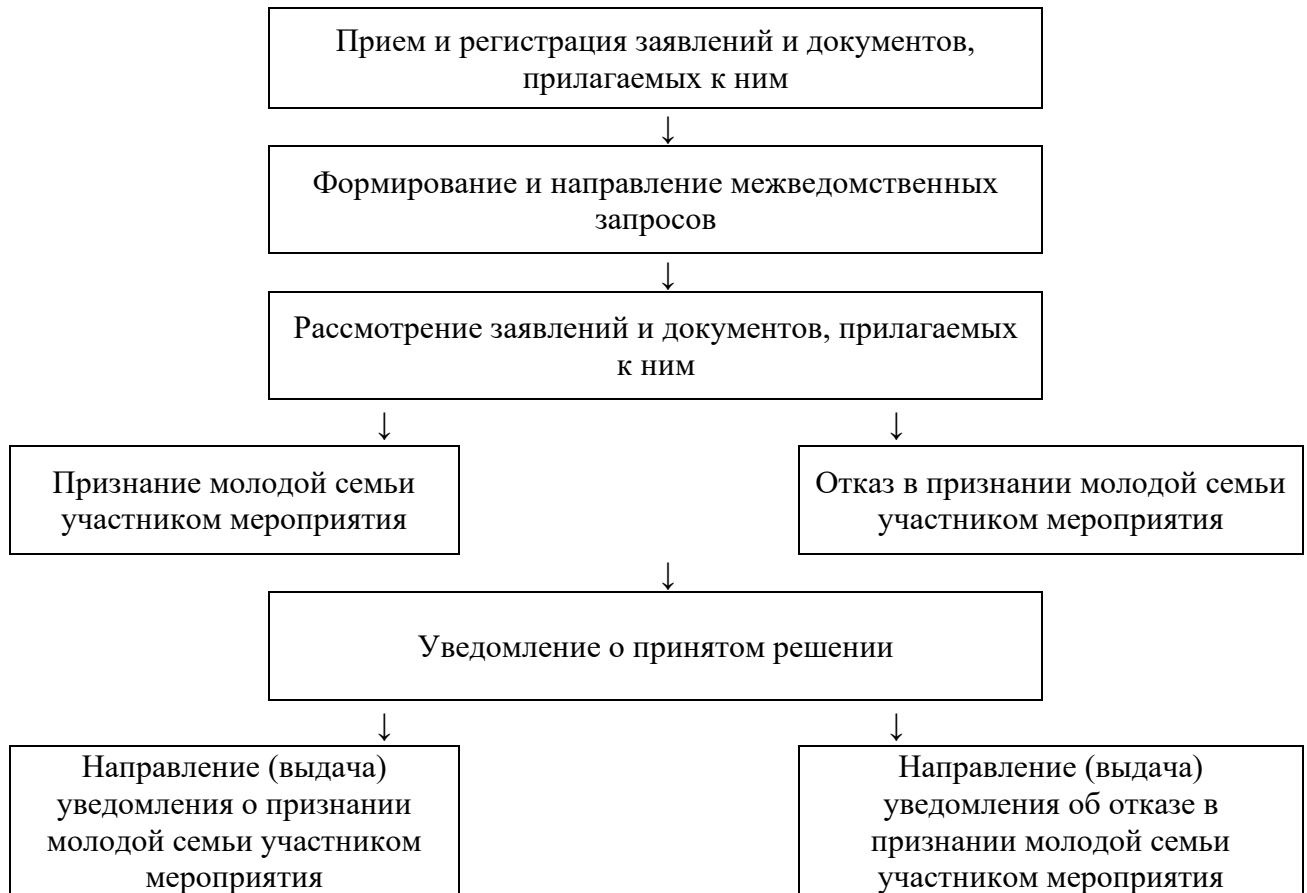 Прием и регистрация заявлений и документов,
прилагаемых к ним
↓
Формирование и направление межведомственных
запросов
↓
Рассмотрение заявлений и документов, прилагаемых
к ним
↓ ↓
Признание молодой семьи
участником мероприятия
Отказ в признании молодой семьи
участником мероприятия
↓
Уведомление о принятом решении
↓ ↓
Направление (выдача)
уведомления о признании
молодой семьи участником
мероприятия
Направление (выдача)
уведомления об отказе в
признании молодой семьи
участником мероприятия